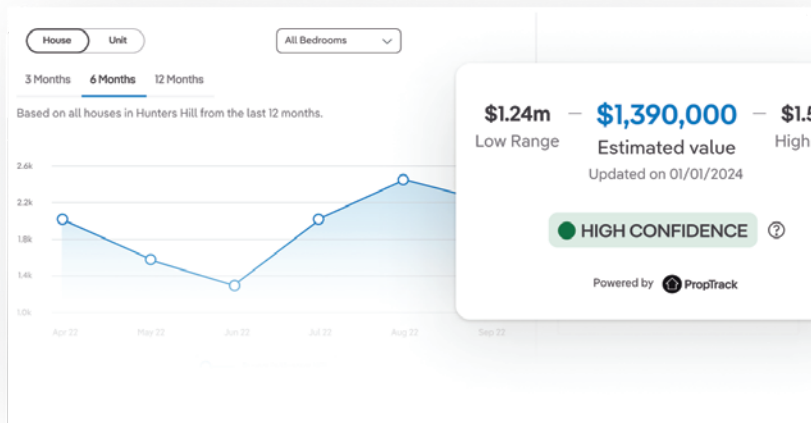 House Unit All Bedrooms
3 Months 6 Months 12 Months
Based on all houses in Hunters Hill from the last 12 months.
2.6k
2.2k
1.8k
1.4k
1.0k
Apr 22 May 22 Jun 22 Jul 22 Aug 22 Sep 22
$1.24m – $1,390,000 – $1.5
Low Range Estimated value High
Updated on 01/01/2024
HIGH CONFIDENCE ?
Powered by PropTrack